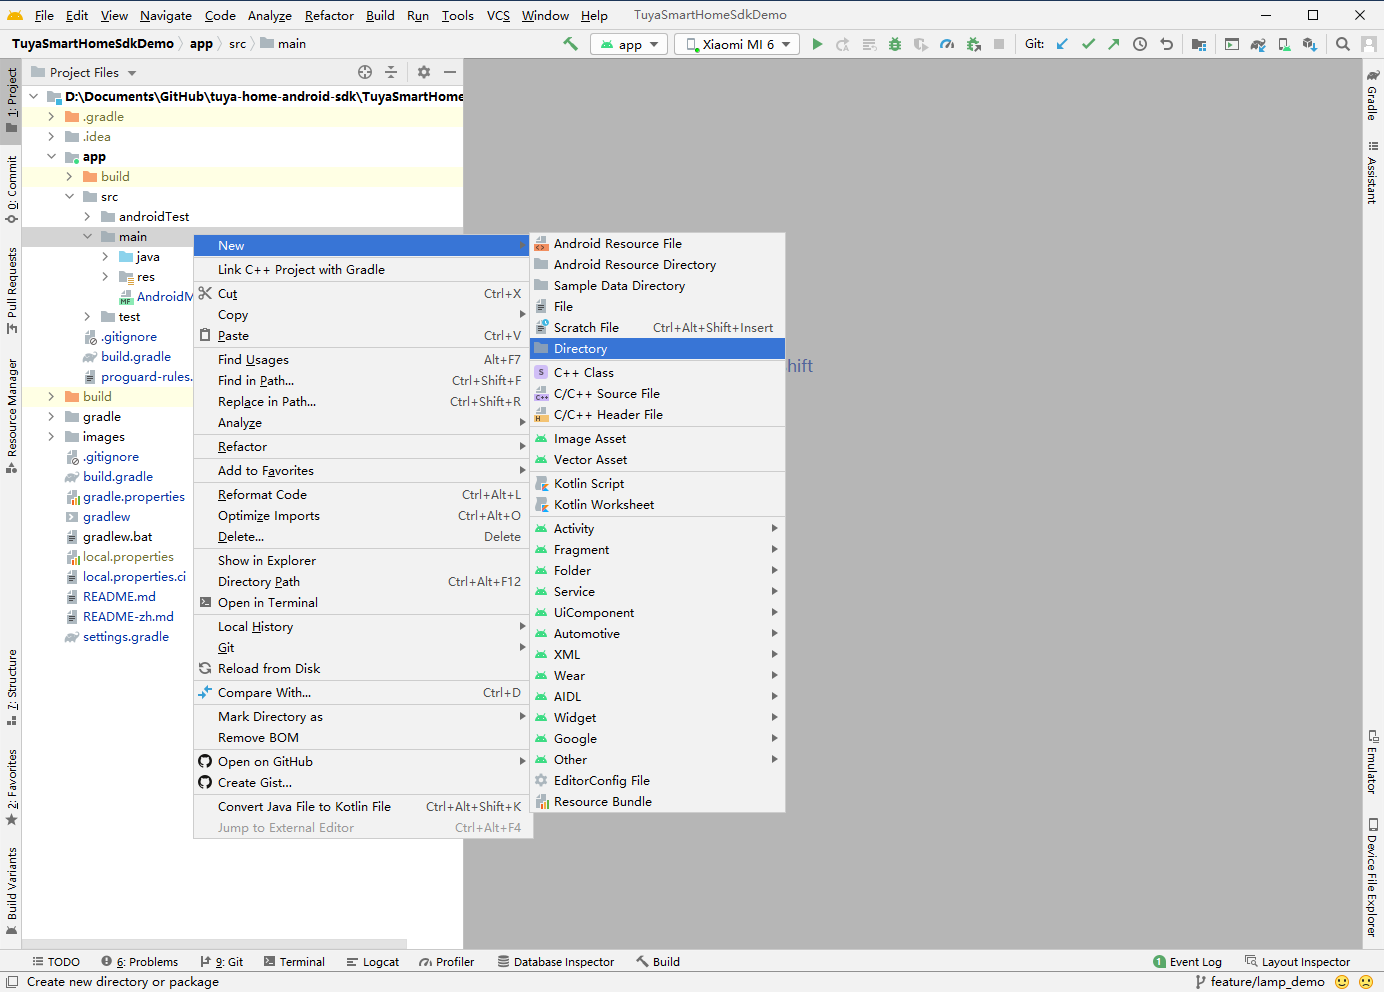 File Edit View Navigate Code Analyze Refactor Build Run Tools VCS Window Help TuyaSmartHomeSdkDemo
TuyaSmartHomeSdkDemo app src main
app Xiaomi MI 6 Git:
Project Files
1: Project
0: Commit
Pull Requests
Resource Manager
7: Structure
2: Favorites
Build Variants
D:\Documents\GitHub\tuya-home-android-sdk\TuyaSmartHome
.gradle
.idea
app
build
src
androidTest
main
java
res
AndroidM
test
.gitignore
build.gradle
proguard-rules.
build
gradle
images
.gitignore
build.gradle
gradle.properties
gradlew
gradlew.bat
local.properties
local.properties.ci
README.md
README-zh.md
settings.gradle
New
Link C++ Project with Gradle
Cut Ctrl+X
Copy
Paste Ctrl+V
Find Usages Alt+F7
Find in Path... Ctrl+Shift+F
Replace in Path... Ctrl+Shift+R
Analyze
Refactor
Add to Favorites
Reformat Code Ctrl+Alt+L
Optimize Imports Ctrl+Alt+O
Delete... Delete
Show in Explorer
Directory Path Ctrl+Alt+F12
Open in Terminal
Local History
Git
Reload from Disk
Compare With... Ctrl+D
Mark Directory as
Remove BOM
Open on GitHub
Create Gist...
Convert Java File to Kotlin File Ctrl+Alt+Shift+K
Jump to External Editor Ctrl+Alt+F4
Android Resource File
Android Resource Directory
Sample Data Directory
File
Scratch File Ctrl+Alt+Shift+Insert
Directory
S C++ Class
C++ C/C++ Source File
H C/C++ Header File
Image Asset
Vector Asset
Kotlin Script
Kotlin Worksheet
Activity
Fragment
Folder
Service
UiComponent
Automotive
XML
Wear
AIDL
Widget
Google
Other
EditorConfig File
Resource Bundle
hift
Gradle
Assistant
Emulator
Device File Explorer
TODO 6: Problems 9: Git Terminal Logcat Profiler Database Inspector Build 1 Event Log Layout Inspector
Create new directory or package feature/lamp_demo